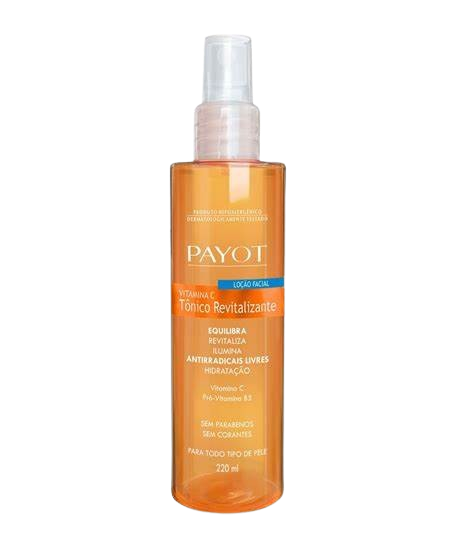 PRODUTO HIPOALERGÊNICO
DERMATOLOGICAMENTE TESTADO
PAYOT
LOÇÃO FACIAL
VITAMINA C
Tônico Revitalizante
EQUILIBRA
REVITALIZA
ILUMINA
ANTIRRADICAIS LIVRES
HIDRATAÇÃO
Vitamina C
Pró-Vitamina B5
SEM PARABENOS
SEM CORANTES
PARA TODO TIPO DE PELE
220 ml